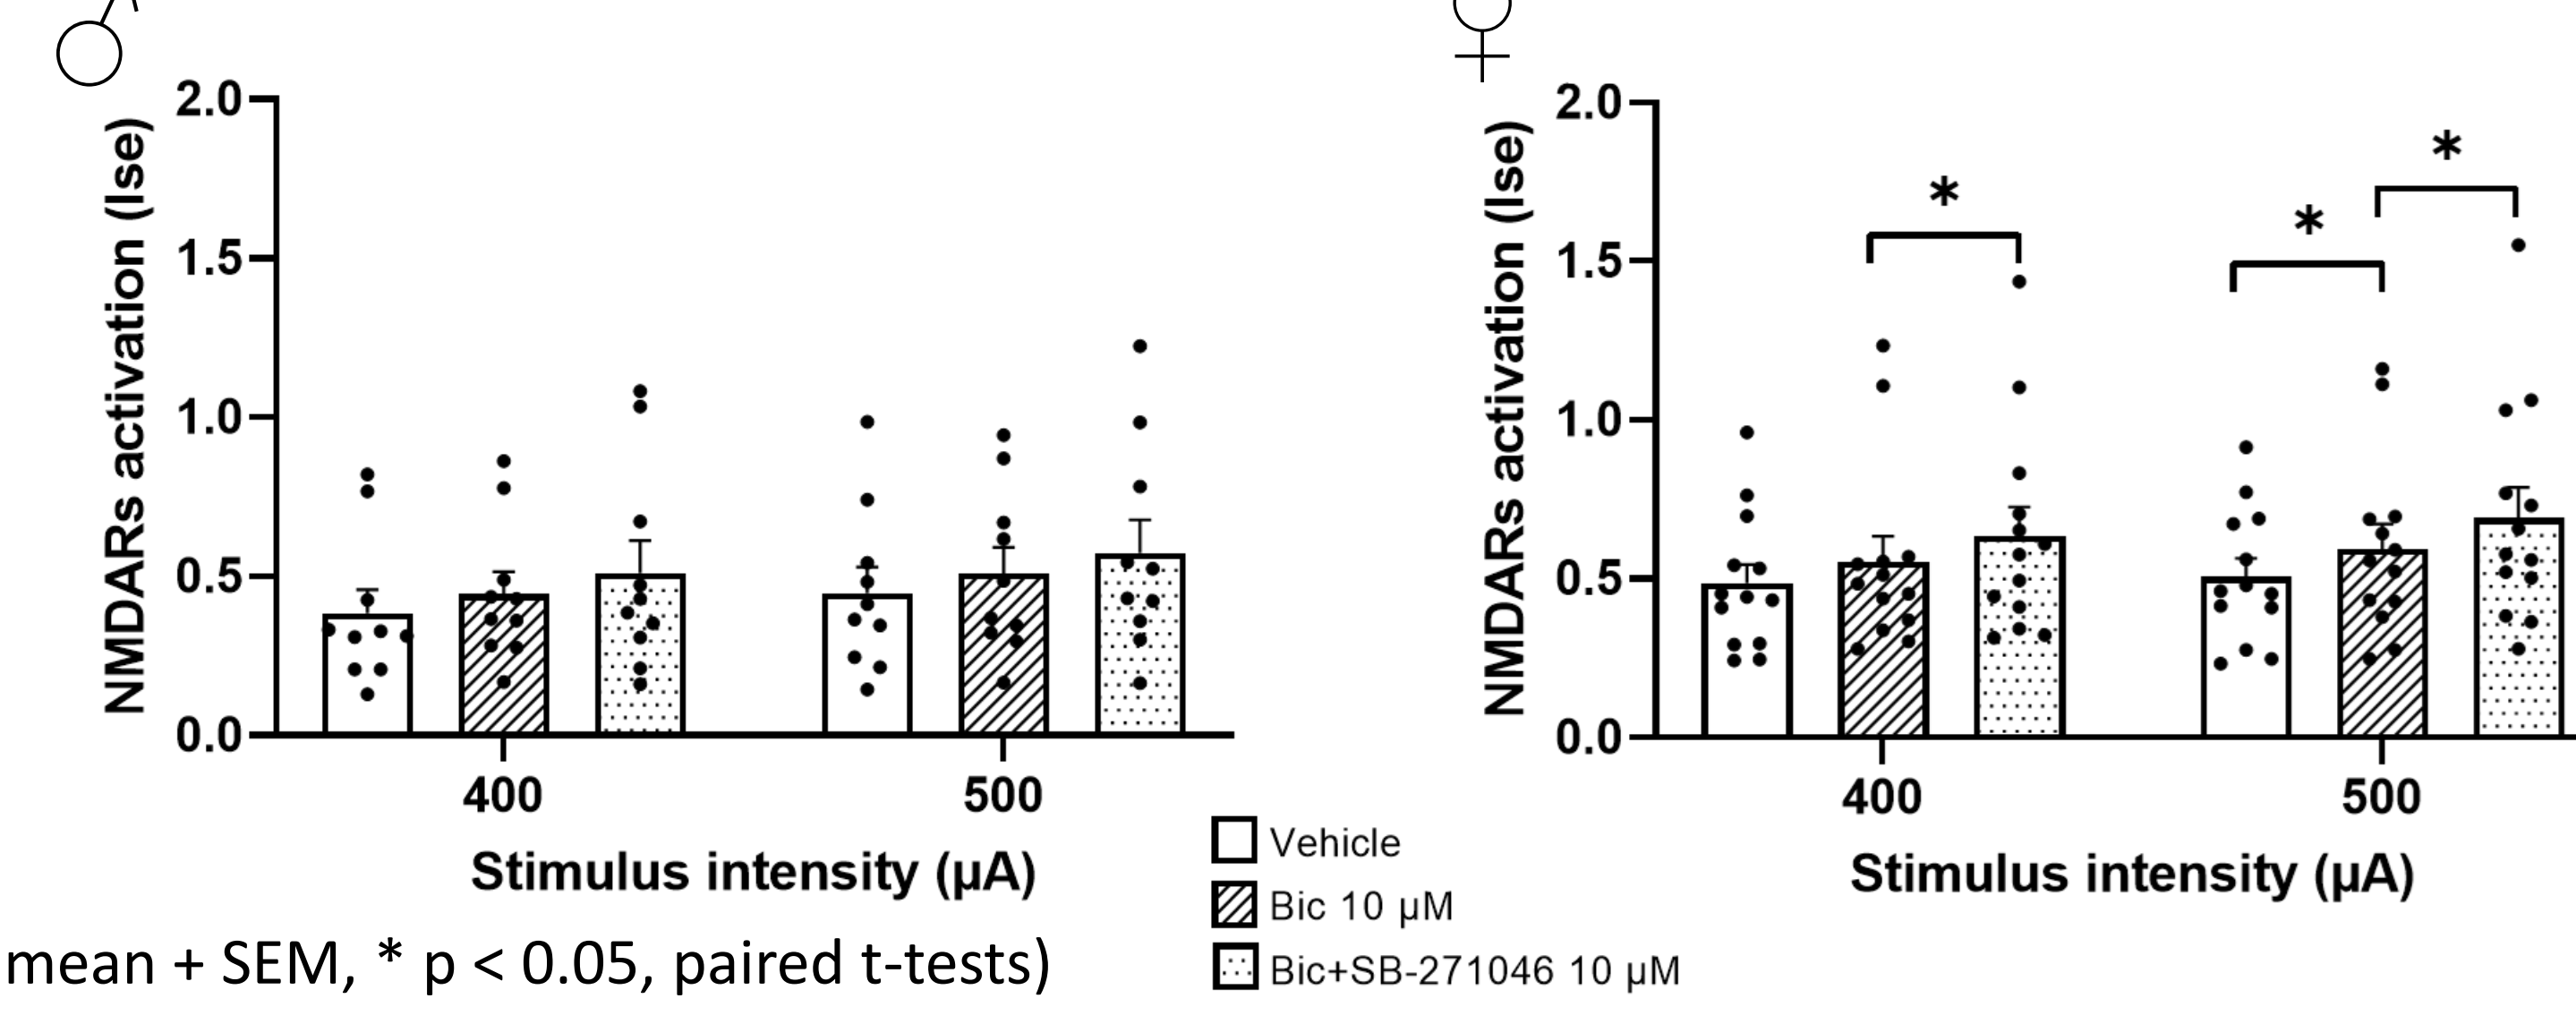 NMDARs activation (Ise)
2.0
1.5
1.0
0.5
0.0
400
500
Stimulus intensity (µA)
NMDARs activation (Ise)
2.0
1.5
1.0
0.5
0.0
*
*
*
400
500
Stimulus intensity (µA)
Vehicle
Bic 10 µM
Bic+SB-271046 10 µM
mean + SEM, * p < 0.05, paired t-tests)